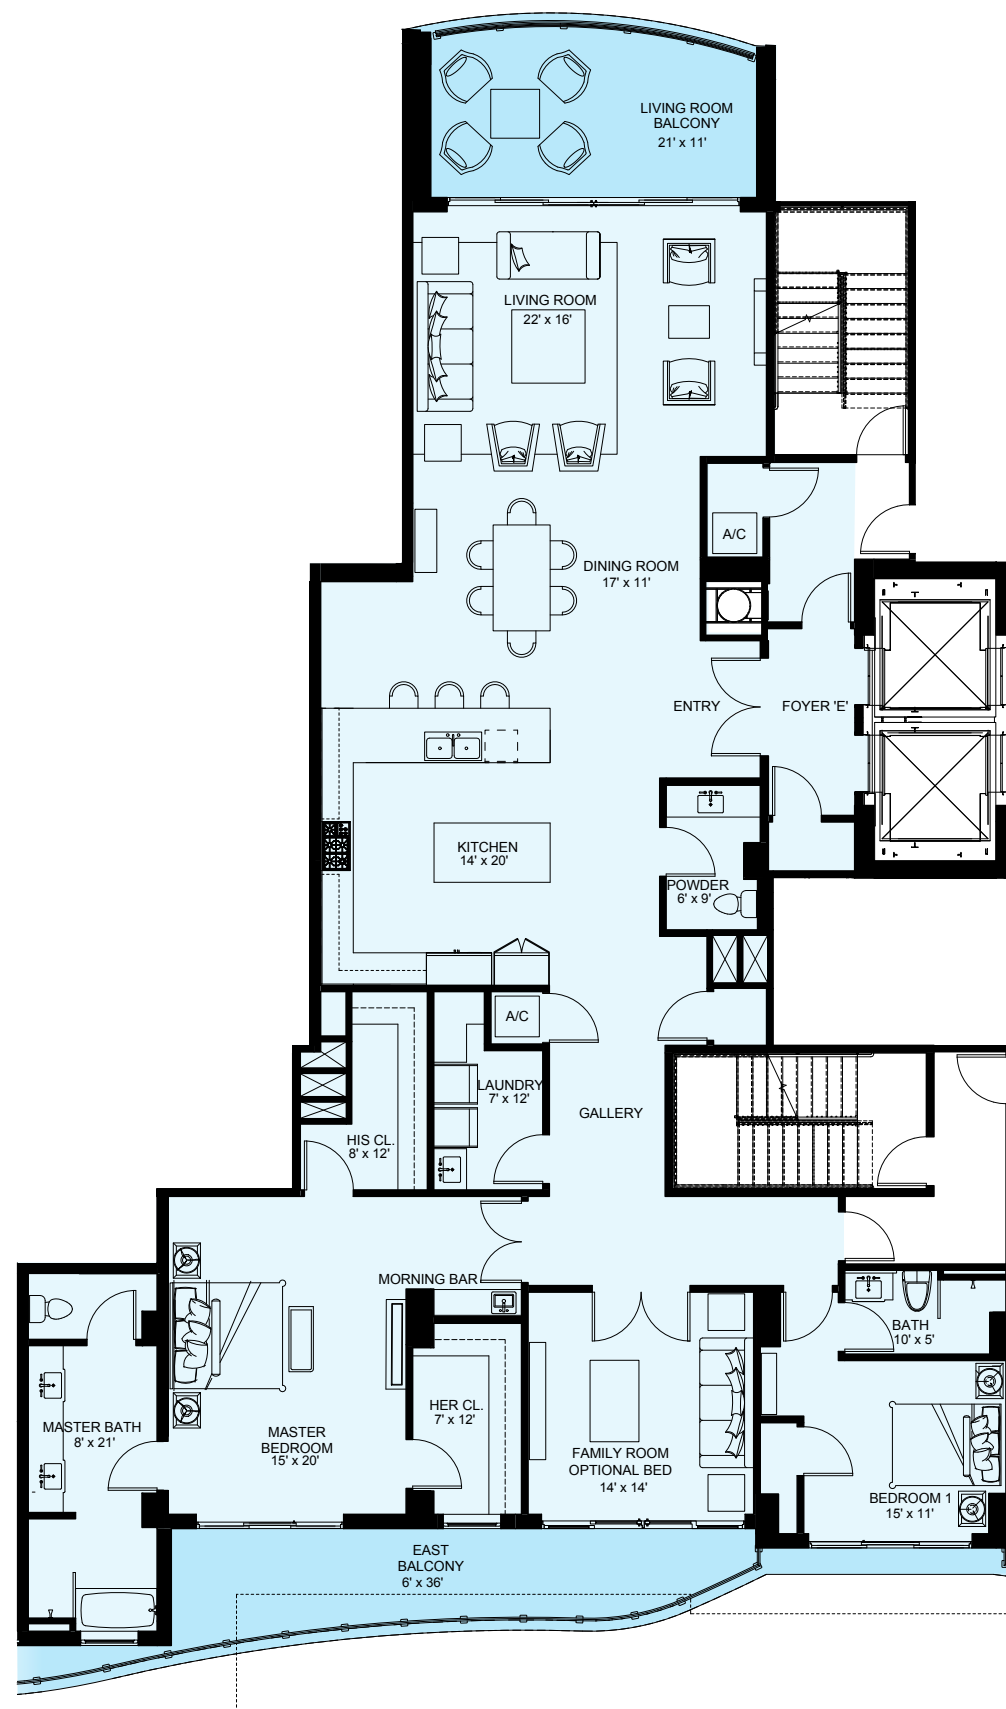 LIVING ROOM
BALCONY
21' x 11'
LIVING ROOM
22' x 16'
A/C
DINING ROOM
17' x 11'
ENTRY
FOYER 'E'
KITCHEN
14' x 20'
POWDER
6' x 9'
A/C
LAUNDRY
7' x 12'
GALLERY
HIS CL.
8' x 12'
MORNING BAR
BATH
10' x 5'
HER CL.
7' x 12'
MASTER BATH
8' x 21'
MASTER
BEDROOM
15' x 20'
FAMILY ROOM
OPTIONAL BED
14' x 14'
BEDROOM 1
15' x 11'
EAST
BALCONY
6' x 36'